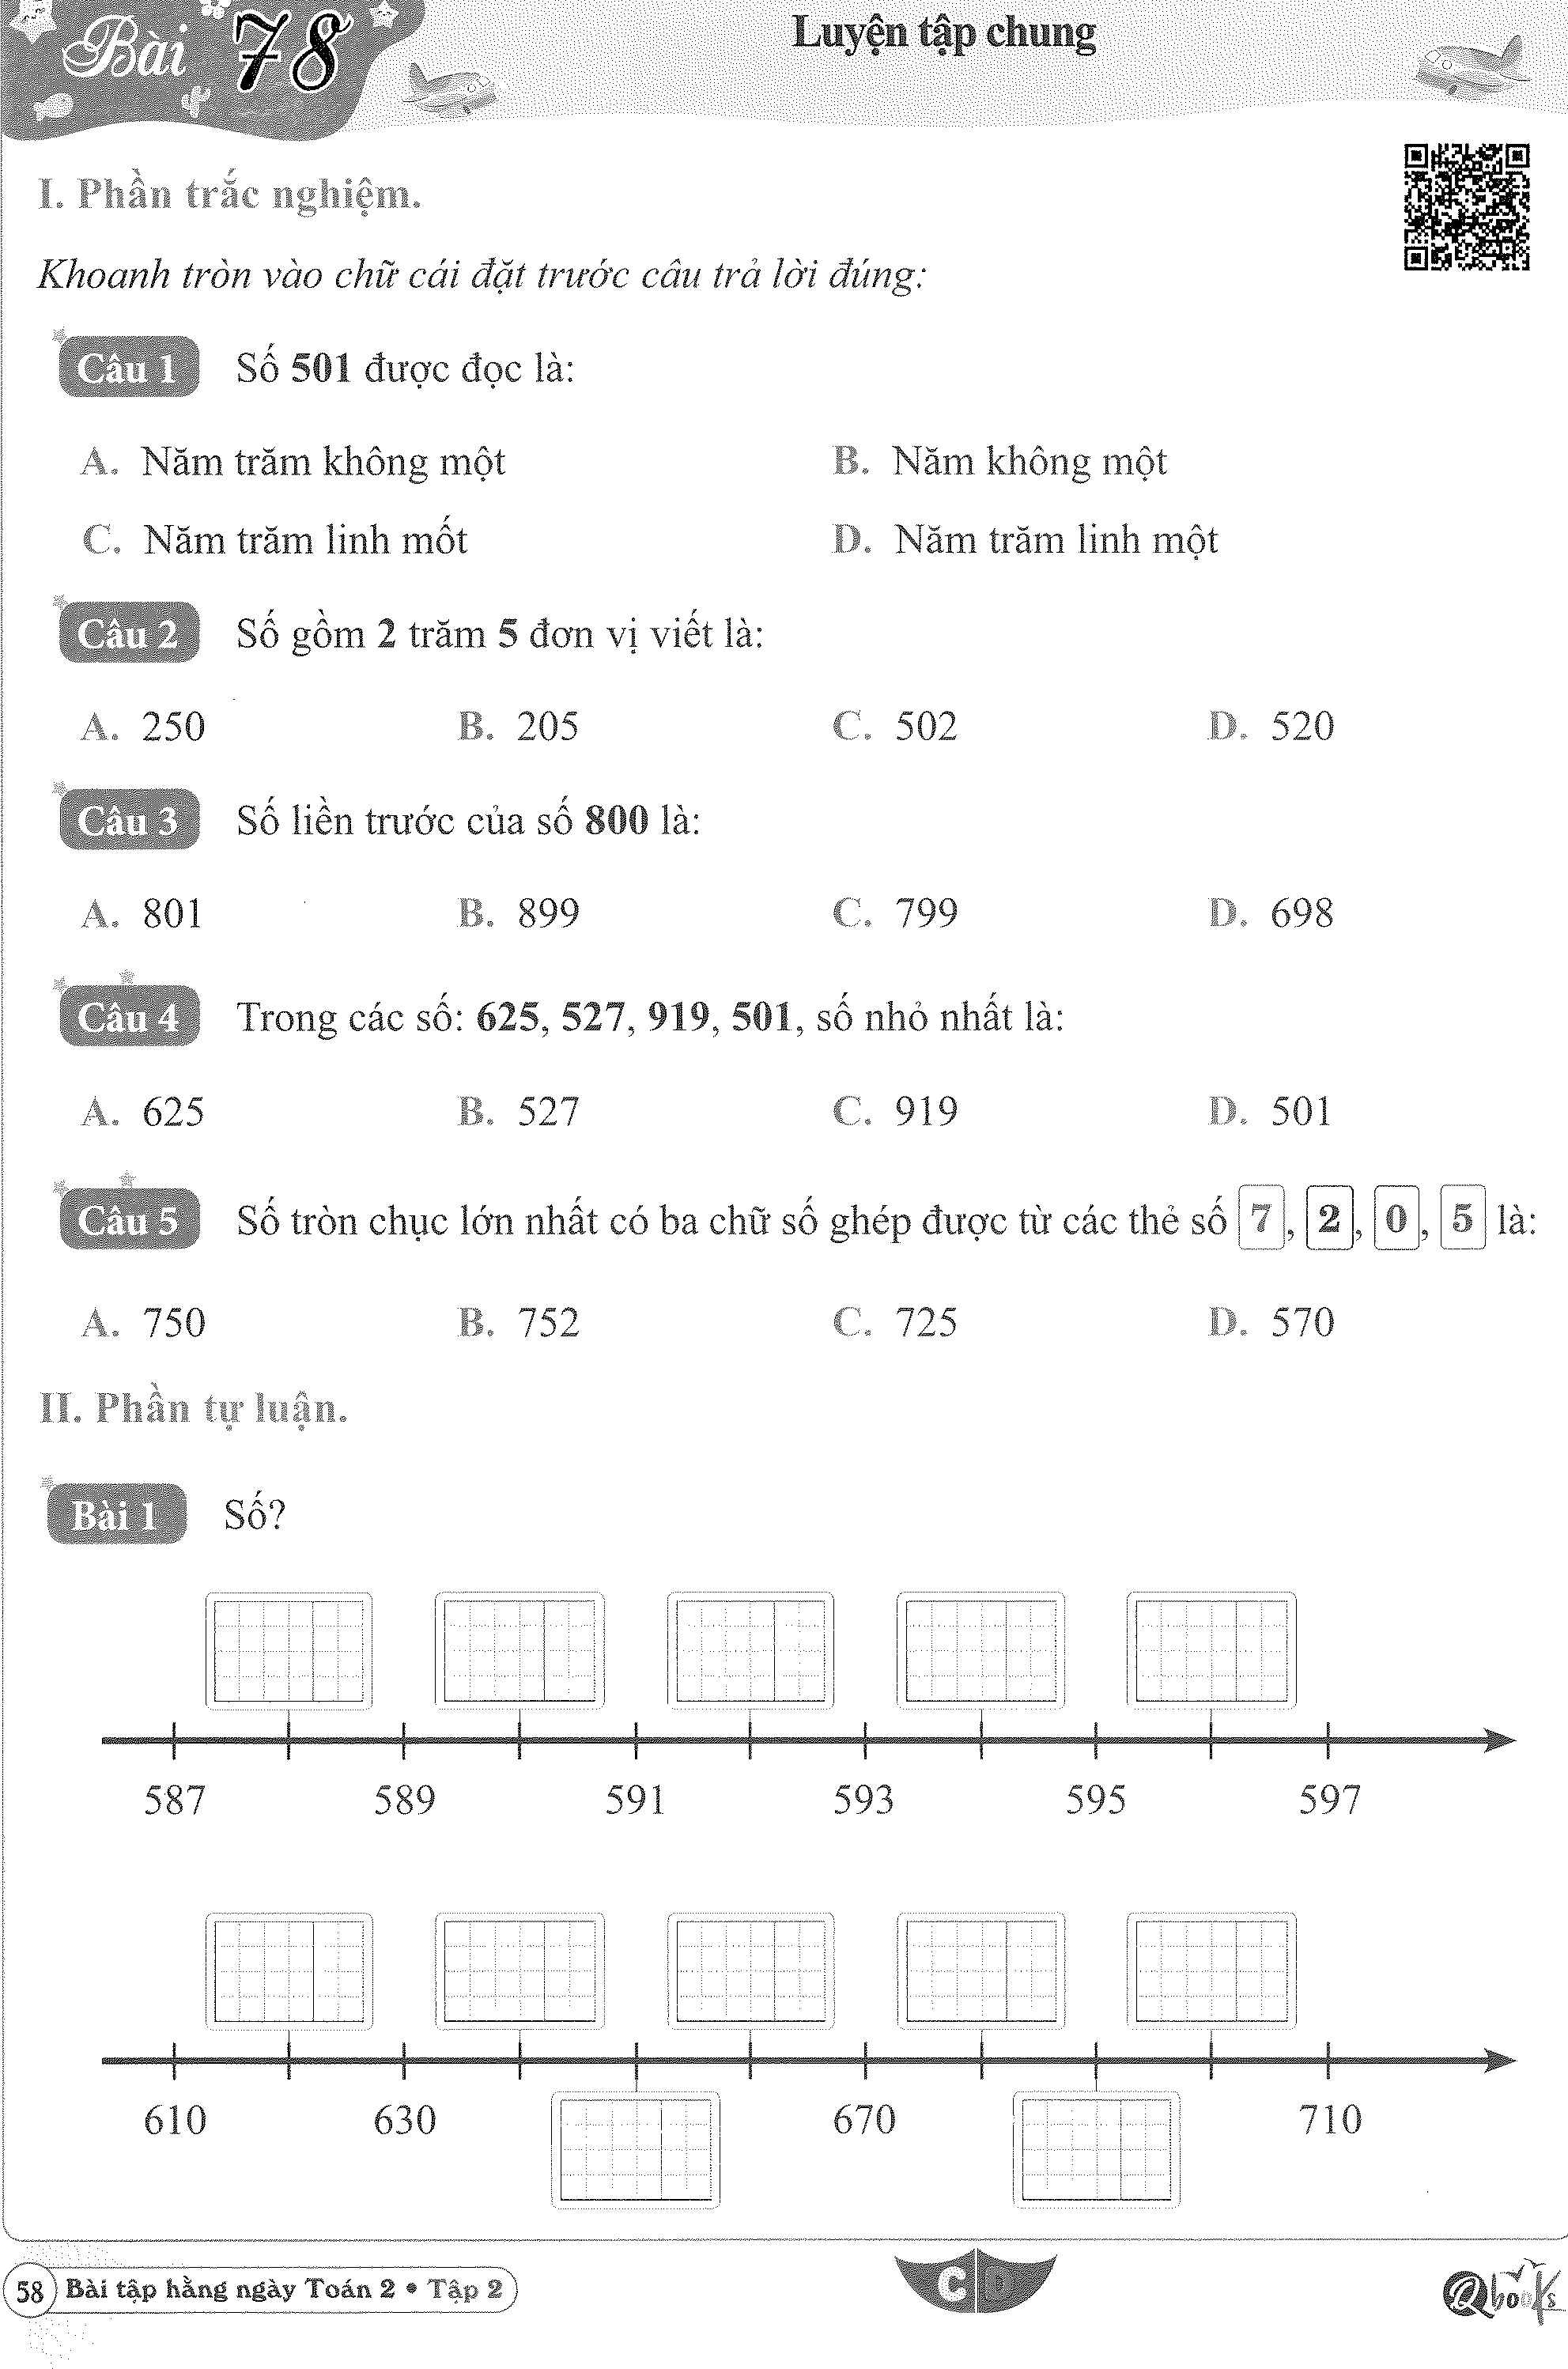 Bài 78
Luyện tập chung
I. Phần trắc nghiệm.
Khoanh tròn vào chữ cái đặt trước câu trả lời đúng:
Câu 1 Số 501 được đọc là:
A. Năm trăm không một B. Năm không một
C. Năm trăm linh mốt D. Năm trăm linh một
Câu 2 Số gồm 2 trăm 5 đơn vị viết là:
A. 250 B. 205 C. 502 D. 520
Câu 3 Số liền trước của số 800 là:
A. 801 B. 899 C. 799 D. 698
Câu 4 Trong các số: 625, 527, 919, 501, số nhỏ nhất là:
A. 625 B. 527 C. 919 D. 501
Câu 5 Số tròn chục lớn nhất có ba chữ số ghép được từ các thẻ số 7, 2, 0, 5 là:
A. 750 B. 752 C. 725 D. 570
II. Phần tự luận.
Bài 1 Số?
587 589 591 593 595 597
610 630 670 710
58 Bài tập hằng ngày Toán 2 • Tập 2
C D
Qbooks